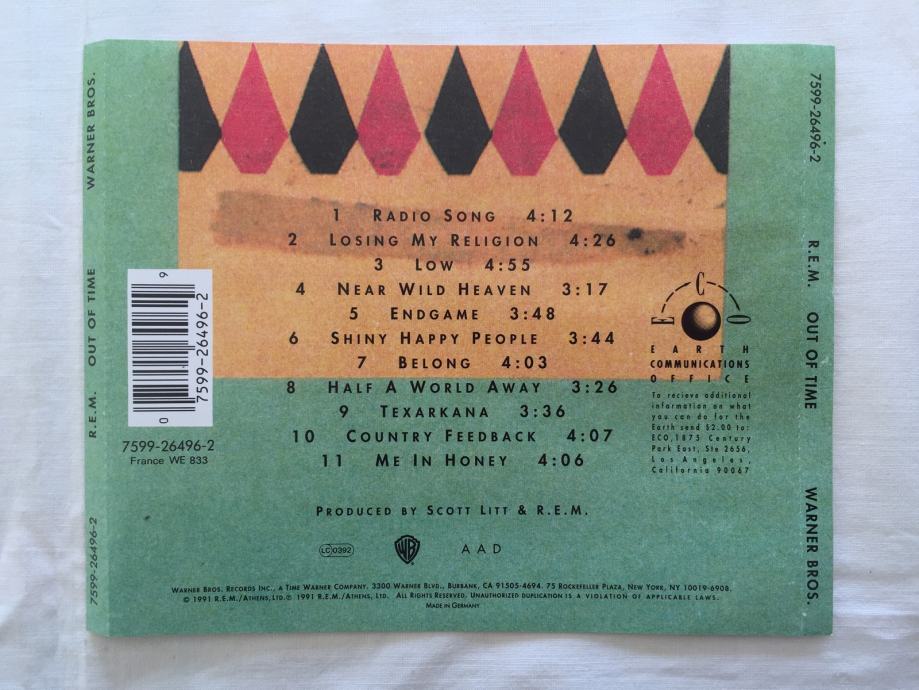 WARNER BROS.
R.E.M. OUT OF TIME
7599-26496-2
1 RADIO SONG 4:12
2 LOSING MY RELIGION 4:26
3 LOW 4:55
4 NEAR WILD HEAVEN 3:17
5 ENDGAME 3:48
6 SHINY HAPPY PEOPLE 3:44
7 BELONG 4:03
8 HALF A WORLD AWAY 3:26
9 TEXARKANA 3:36
10 COUNTRY FEEDBACK 4:07
11 ME IN HONEY 4:06
9
7599-26496-2
0
7599-26496-2
France WE 833
E C O
EARTH
COMMUNICATIONS
OFFICE
To recieve additional
information on what
you can do for the
Earth send $2.00 to:
ECO, 1875 Century
Park East, Ste 2656,
Los Angeles,
California 90067
PRODUCED BY SCOTT LITT & R.E.M.
LC 0392
WB
AAD
WARNER BROS. RECORDS INC., A TIME WARNER COMPANY. 3300 WARNER BLVD., BURBANK, CA 91505-4694. 75 ROCKEFELLER PLAZA, NEW YORK, NY 10019-6908.
© 1991 R.E.M./ATHENS, LTD. ℗ 1991 R.E.M./ATHENS, LTD. ALL RIGHTS RESERVED. UNAUTHORIZED DUPLICATION IS A VIOLATION OF APPLICABLE LAWS.
MADE IN GERMANY
7599-26496-2
R.E.M. OUT OF TIME
WARNER BROS.